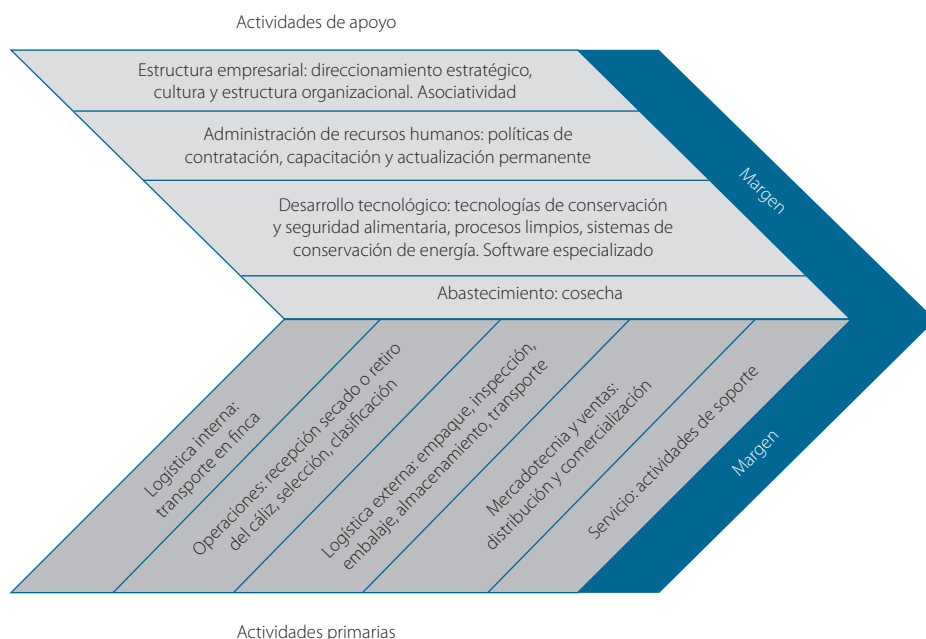 Actividades de apoyo
Estructura empresarial: direccionamiento estratégico,
cultura y estructura organizacional. Asociatividad
Administración de recursos humanos: políticas de
contratación, capacitación y actualización permanente
Desarrollo tecnológico: tecnologías de conservación
y seguridad alimentaria, procesos limpios, sistemas de
conservación de energía. Software especializado
Abastecimiento: cosecha
Margen
Logística interna:
transporte en finca
Operaciones: recepción secado o retiro
del cáliz, selección, clasificación
Logística externa: empaque, inspección,
embalaje, almacenamiento, transporte
Mercadotecnia y ventas:
distribución y comercialización
Servicio: actividades de soporte
Margen
Actividades primarias